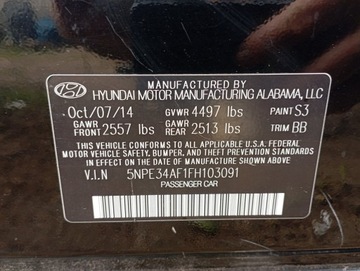 MANUFACTURED BY
HYUNDAI MOTOR MANUFACTURING ALABAMA, LLC
Oct/07/14 GVWR 4497 lbs PAINT S3
GAWR FRONT 2557 lbs GAWR REAR 2513 lbs TRIM BB
THIS VEHICLE CONFORMS TO ALL APPLICABLE
U.S. FEDERAL MOTOR VEHICLE SAFETY, BUMPER, AND THEFT PREVENTION STANDARDS
IN EFFECT ON THE DATE OF MANUFACTURE SHOWN ABOVE.
V.I.N 5NPE34AF1FH103091
PASSENGER CAR